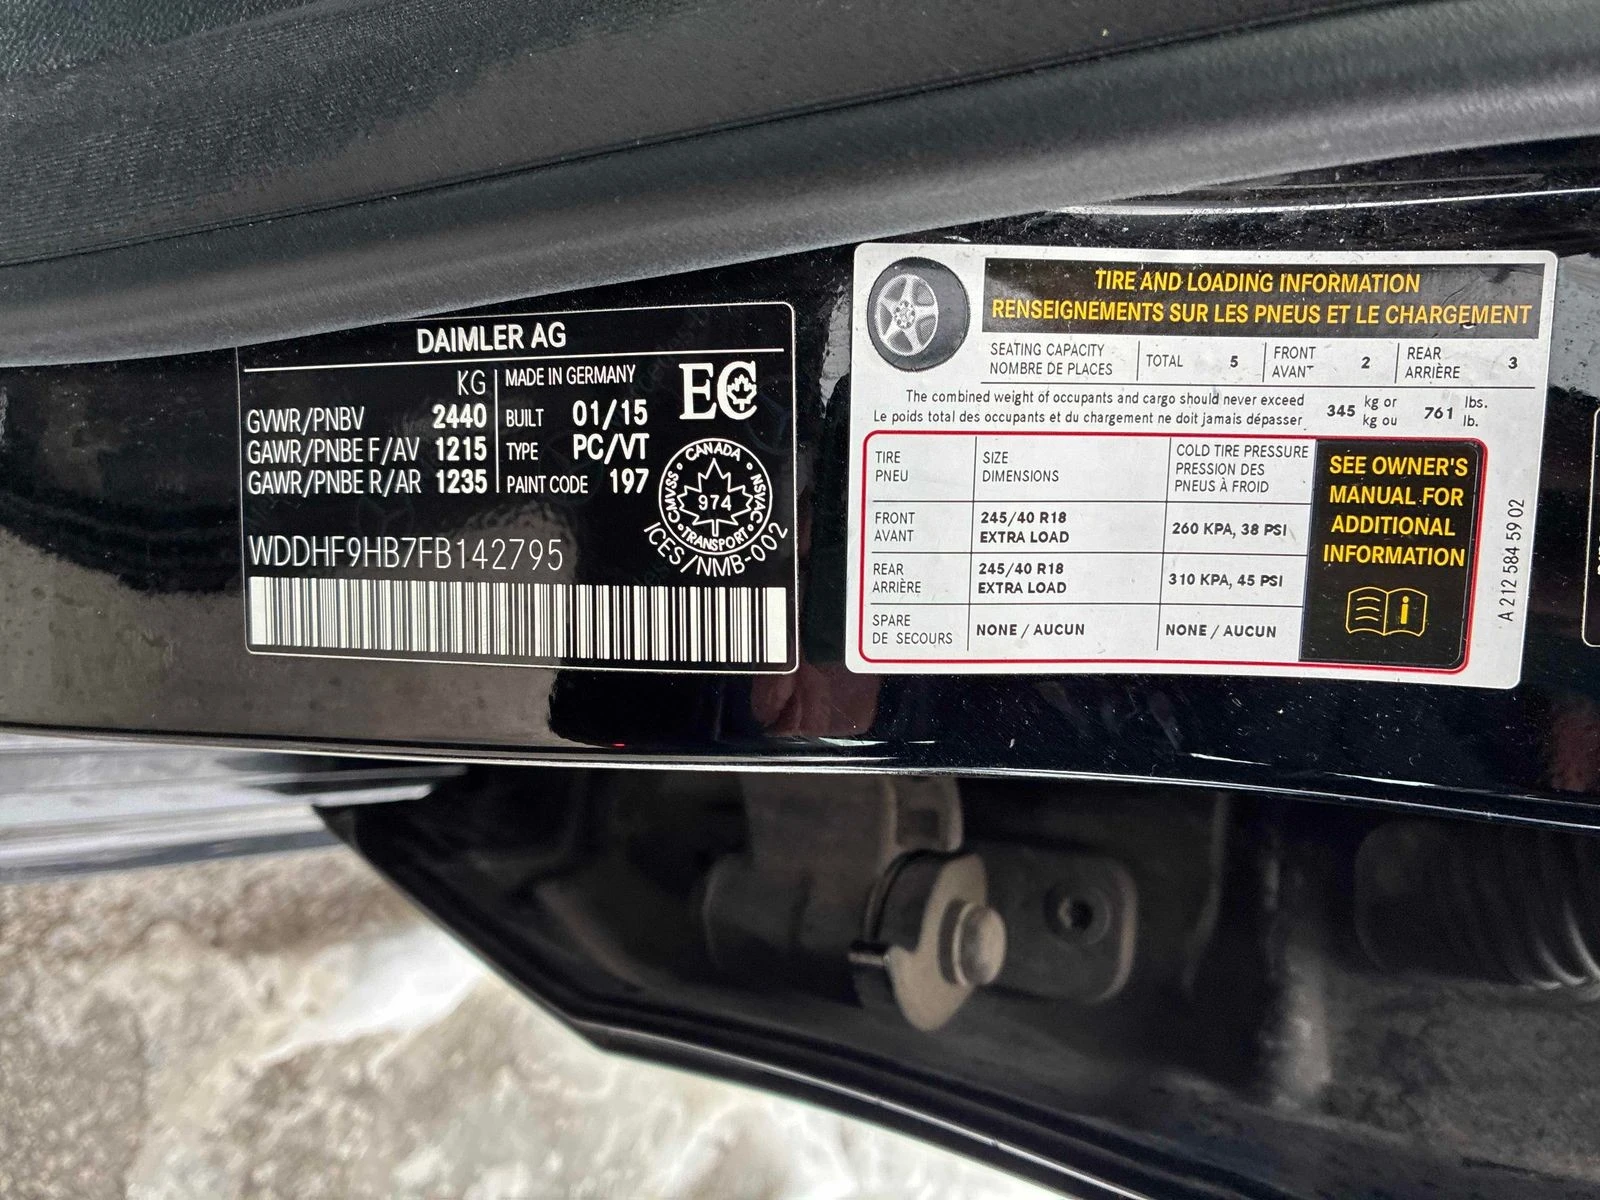 DAIMLER AG
KG
GVWR/PNBV 2440
GAWR/PNBE F/AV 1215
GAWR/PNBE R/AR 1235
MADE IN GERMANY
BUILT 01/15
TYPE PC/VT
PAINT CODE 197
EC
CANADA
CMVSS NSVAC
974
TRANSPORT
ICES/NMB-002
WDDHF9HB7FB142795
TIRE AND LOADING INFORMATION
RENSEIGNEMENTS SUR LES PNEUS ET LE CHARGEMENT
SEATING CAPACITY
NOMBRE DE PLACES
TOTAL 5
FRONT
AVANT 2
REAR
ARRIÈRE 3
The combined weight of occupants and cargo should never exceed
Le poids total des occupants et du chargement ne doit jamais dépasser
345 kg or
kg ou
761 lbs.
lb.
TIRE
PNEU
SIZE
DIMENSIONS
COLD TIRE PRESSURE
PRESSION DES
PNEUS À FROID
FRONT
AVANT
245/40 R18
EXTRA LOAD
260 KPA, 38 PSI
REAR
ARRIÈRE
245/40 R18
EXTRA LOAD
310 KPA, 45 PSI
SPARE
DE SECOURS
NONE / AUCUN
NONE / AUCUN
SEE OWNER'S
MANUAL FOR
ADDITIONAL
INFORMATION
A 212 584 59 02